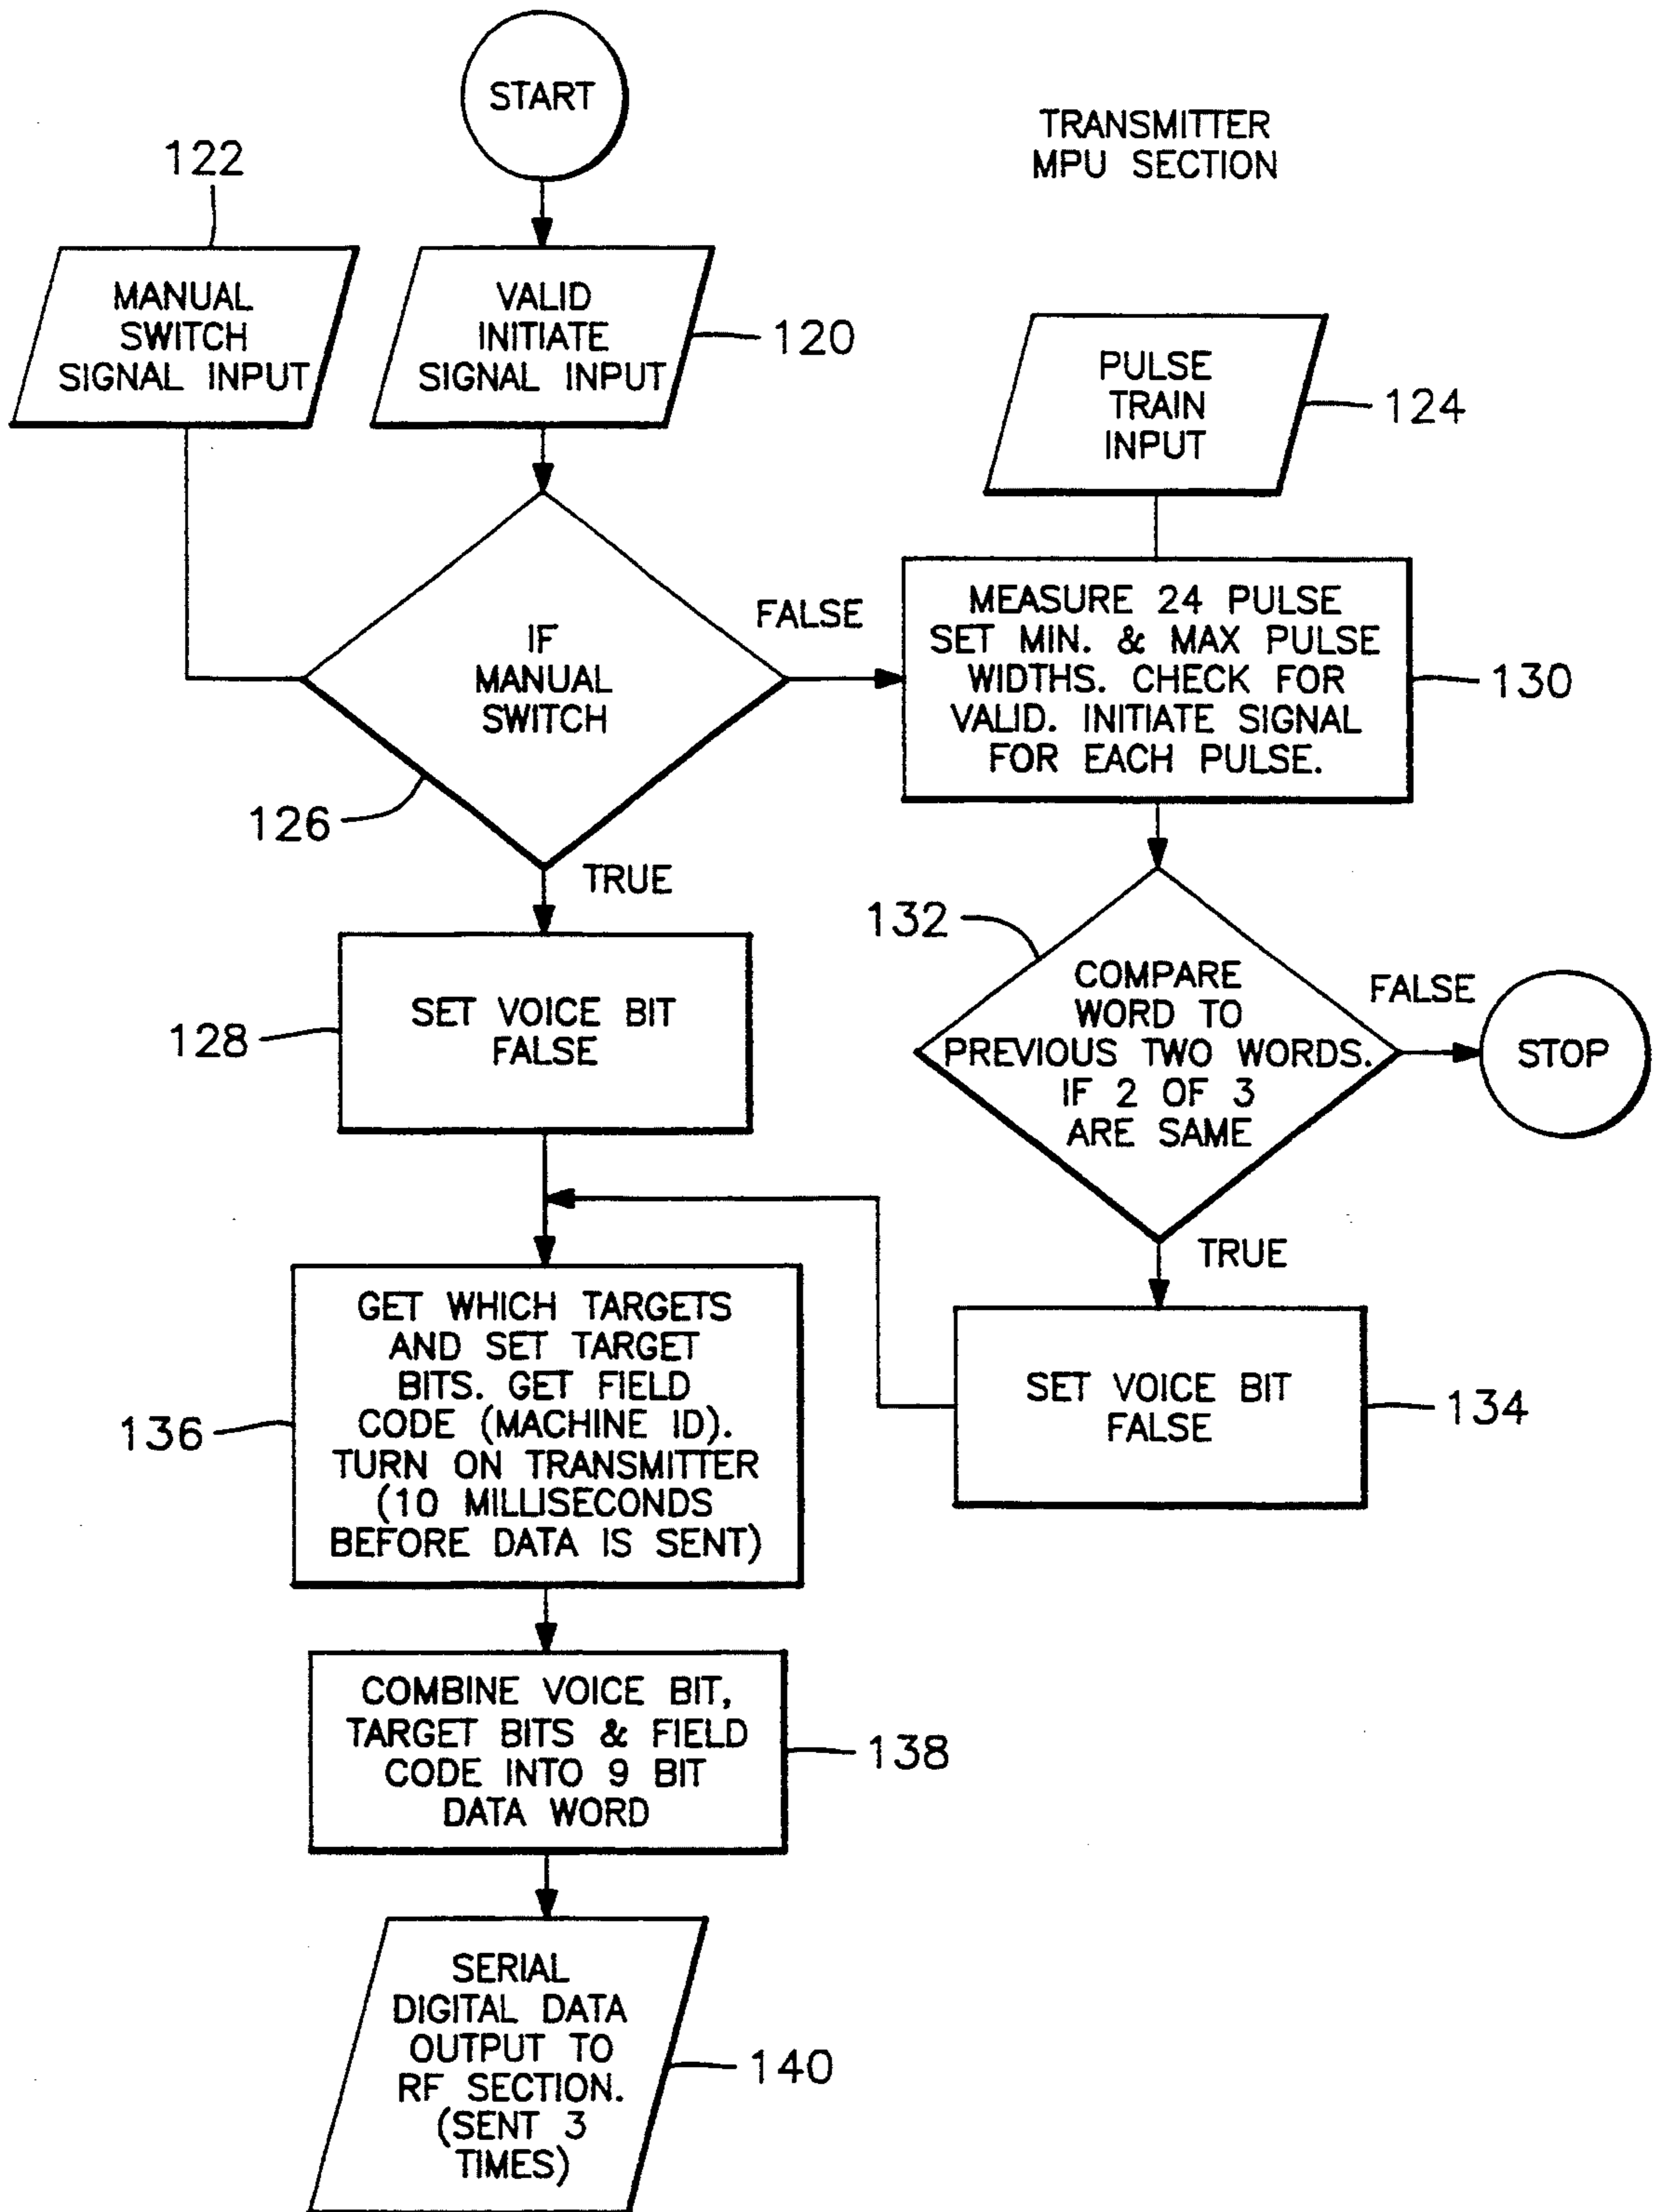 START
TRANSMITTER
MPU SECTION
122
MANUAL
SWITCH
SIGNAL INPUT
VALID
INITIATE
SIGNAL INPUT
120
PULSE
TRAIN
INPUT
124
IF
MANUAL
SWITCH
126
FALSE
TRUE
MEASURE 24 PULSE
SET MIN. & MAX PULSE
WIDTHS. CHECK FOR
VALID. INITIATE SIGNAL
FOR EACH PULSE.
130
132
COMPARE
WORD TO
PREVIOUS TWO WORDS.
IF 2 OF 3
ARE SAME
FALSE
STOP
TRUE
SET VOICE BIT
FALSE
128
SET VOICE BIT
FALSE
134
GET WHICH TARGETS
AND SET TARGET
BITS. GET FIELD
CODE (MACHINE ID).
TURN ON TRANSMITTER
(10 MILLISECONDS
BEFORE DATA IS SENT)
136
COMBINE VOICE BIT,
TARGET BITS & FIELD
CODE INTO 9 BIT
DATA WORD
138
SERIAL
DIGITAL DATA
OUTPUT TO
RF SECTION.
(SENT 3
TIMES)
140